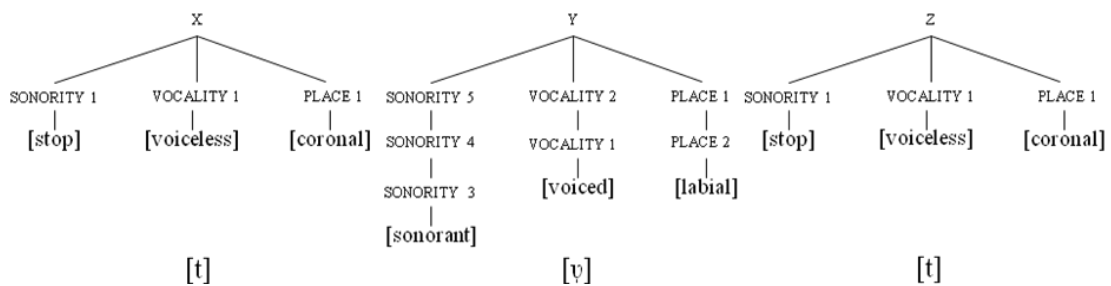 X Y Z
SONORITY 1 VOCALITY 1 PLACE 1 SONORITY 5 VOCALITY 2 PLACE 1 SONORITY 1 VOCALITY 1 PLACE 1
[stop] [voiceless] [coronal] SONORITY 4 VOCALITY 1 PLACE 2 [stop] [voiceless] [coronal]
SONORITY 3 [voiced] [labial]
[sonorant]
[t] [ʋ] [t]